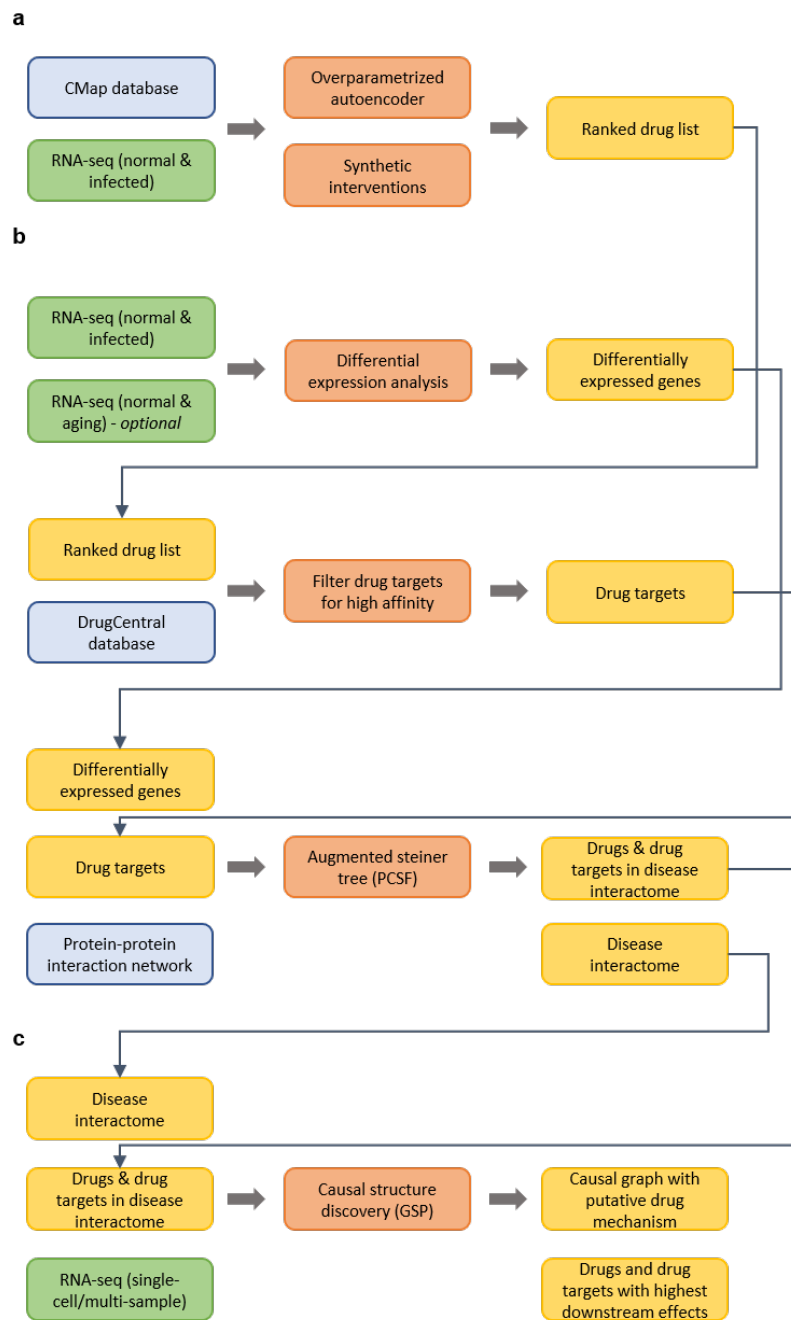 a
CMap database
RNA-seq (normal &
infected)
Overparametrized
autoencoder
Synthetic
interventions
Ranked drug list
b
RNA-seq (normal &
infected)
RNA-seq (normal &
aging) - optional
Differential
expression analysis
Differentially
expressed genes
Ranked drug list
DrugCentral
database
Filter drug targets
for high affinity
Drug targets
Differentially
expressed genes
Drug targets
Protein-protein
interaction network
Augmented steiner
tree (PCSF)
Drugs & drug
targets in disease
interactome
Disease
interactome
c
Disease
interactome
Drugs & drug
targets in disease
interactome
RNA-seq (single-
cell/multi-sample)
Causal structure
discovery (GSP)
Causal graph with
putative drug
mechanism
Drugs and drug
targets with highest
downstream effects